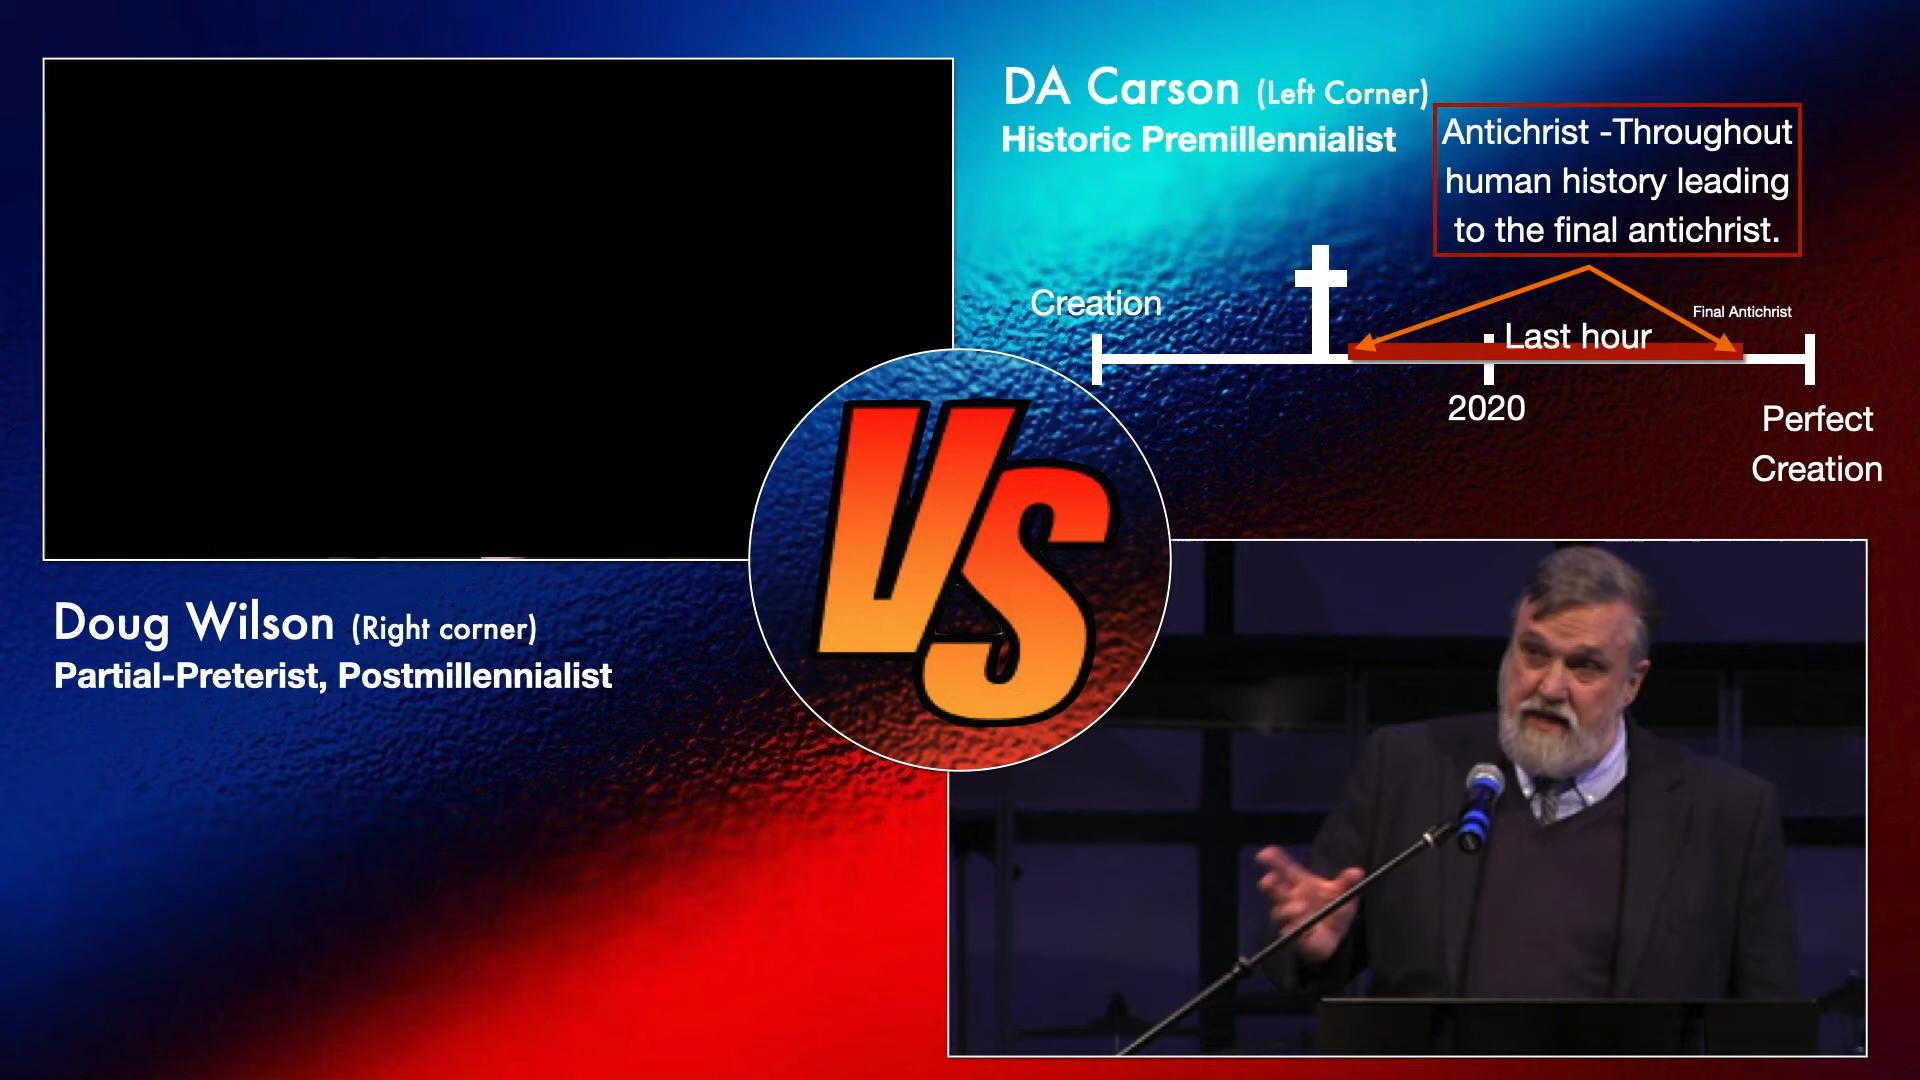 DA Carson (Left Corner)
Historic Premillennialist
Antichrist -Throughout
human history leading
to the final antichrist.
Creation
Final Antichrist
Last hour
2020
Perfect
Creation
VS
Doug Wilson (Right corner)
Partial-Preterist, Postmillennialist